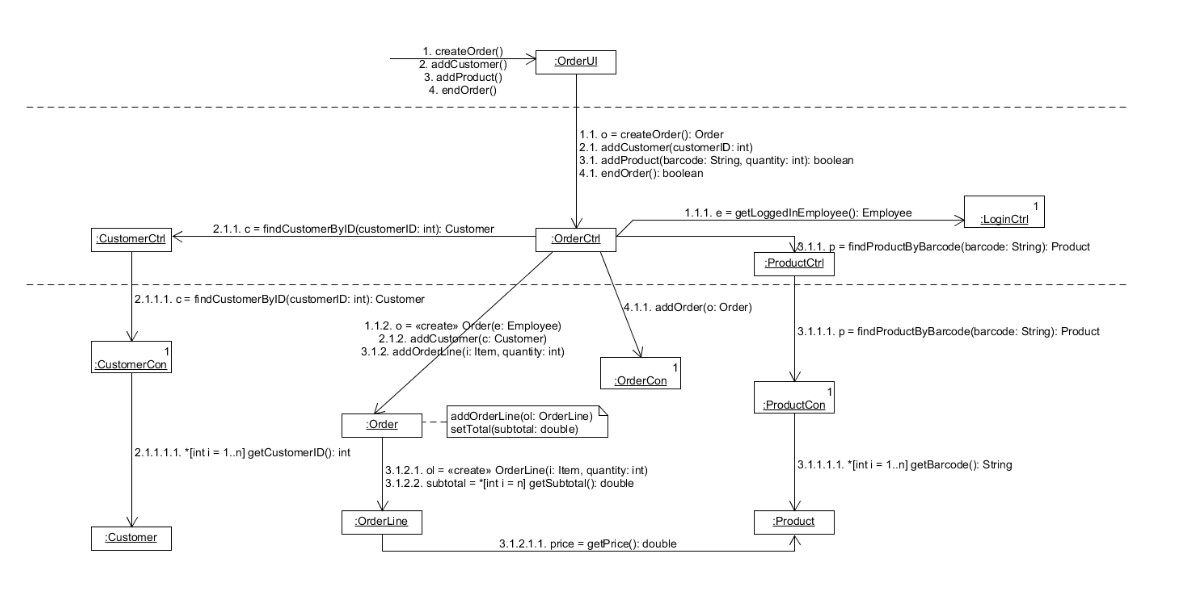 1. createOrder()
2. addCustomer()
3. addProduct()
4. endOrder()
:OrderUI
1.1. o = createOrder(): Order
2.1. addCustomer(customerID: int)
3.1. addProduct(barcode: String, quantity: int): boolean
4.1. endOrder(): boolean
1.1.1. e = getLoggedInEmployee(): Employee
1
:LoginCtrl
2.1.1. c = findCustomerByID(customerID: int): Customer
:CustomerCtrl
:OrderCtrl
3.1.1. p = findProductByBarcode(barcode: String): Product
:ProductCtrl
2.1.1.1. c = findCustomerByID(customerID: int): Customer
4.1.1. addOrder(o: Order)
1.1.2. o = «create» Order(e: Employee)
2.1.2. addCustomer(c: Customer)
3.1.2. addOrderLine(i: Item, quantity: int)
3.1.1.1. p = findProductByBarcode(barcode: String): Product
1
:CustomerCon
1
:OrderCon
1
:ProductCon
:Order
addOrderLine(ol: OrderLine)
setTotal(subtotal: double)
2.1.1.1.1. *[int i = 1..n] getCustomerID(): int
3.1.2.1. ol = «create» OrderLine(i: Item, quantity: int)
3.1.2.2. subtotal = *[int i = n] getSubtotal(): double
3.1.1.1.1. *[int i = 1..n] getBarcode(): String
:Customer
:OrderLine
:Product
3.1.2.1.1. price = getPrice(): double